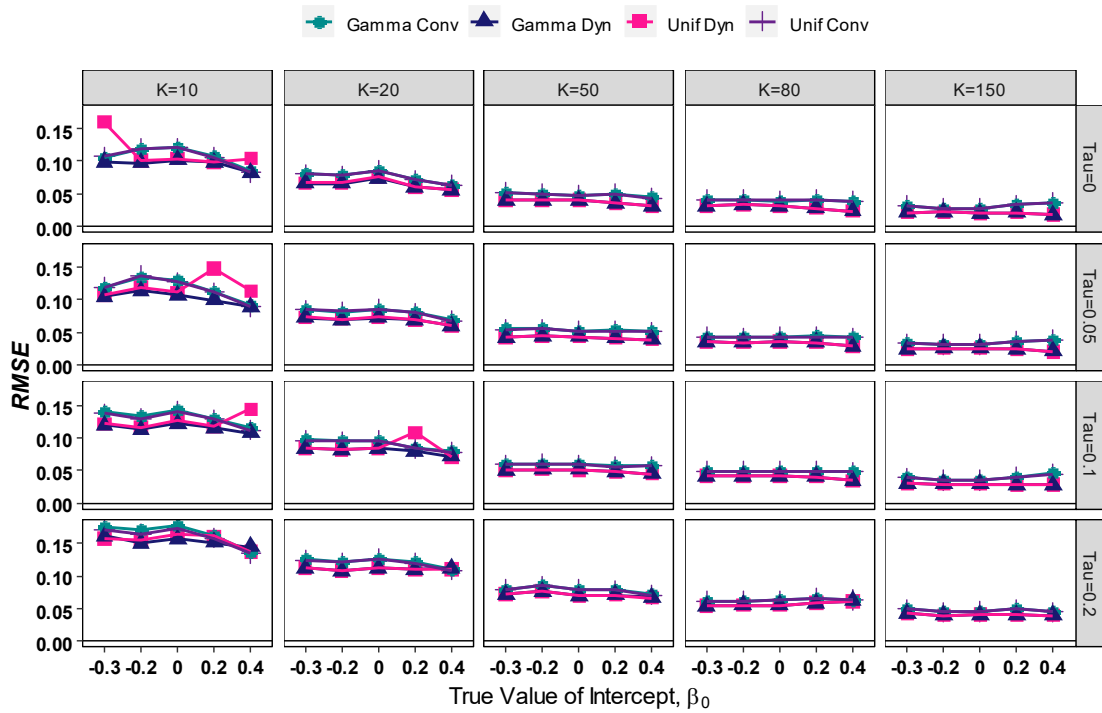 Gamma Conv Gamma Dyn Unif Dyn Unif Conv
K=10 K=20 K=50 K=80 K=150
0.15
0.10
0.05
0.00
Tau=0
0.15
0.10
0.05
0.00
Tau=0.05
RMSE
0.15
0.10
0.05
0.00
Tau=0.1
0.15
0.10
0.05
0.00
Tau=0.2
-0.3 -0.2 0 0.2 0.4 -0.3 -0.2 0 0.2 0.4 -0.3 -0.2 0 0.2 0.4 -0.3 -0.2 0 0.2 0.4 -0.3 -0.2 0 0.2 0.4
True Value of Intercept, β0